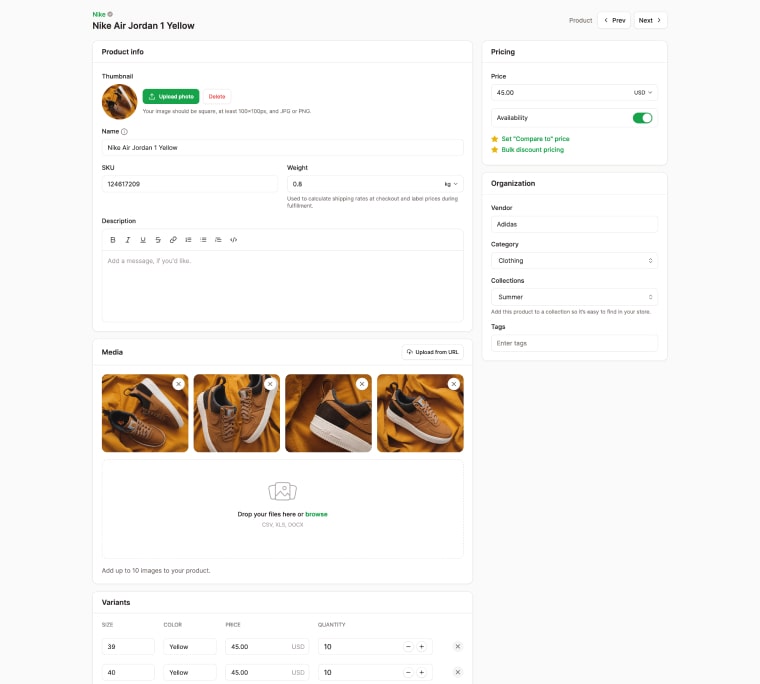 Nike
Nike Air Jordan 1 Yellow
Product
Prev
Next
Product info
Thumbnail
Upload photo
Delete
Your image should be square, at least 100x100ps, and JPG or PNG.
Name
Nike Air Jordan 1 Yellow
SKU
124617209
Weight
0.6
kg
Used to calculate shipping rates at checkout and label prices during
fulfillment.
Description
B I U S
Add a message, if you'd like.
Media
Upload from URL
Drop your files here or browse
CSV, XLS, DOCX
Add up to 10 images to your product.
Variants
SIZE COLOR PRICE QUANTITY
39 Yellow 45.00 USD 10
40 Yellow 45.00 USD 10
Pricing
Price
45.00 USD
Availability
Set "Compare to" price
Bulk discount pricing
Organization
Vendor
Adidas
Category
Clothing
Collections
Summer
Add this product to a collection so it's easy to find in your store.
Tags
Enter tags